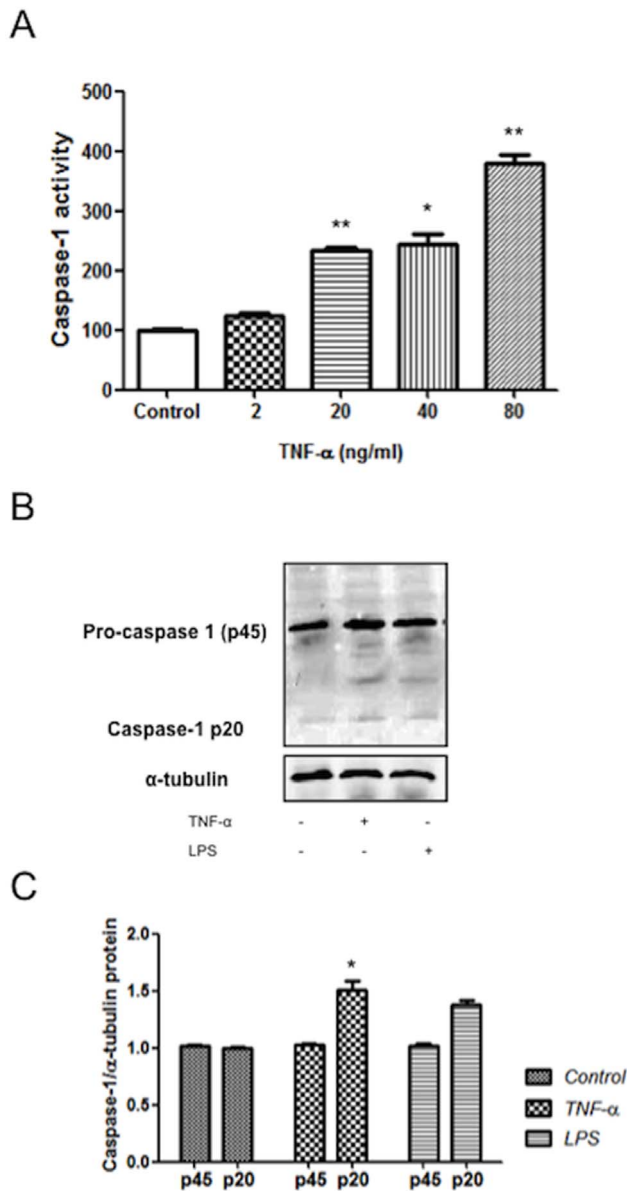 A
500
400
300
200
100
0
Caspase-1 activity
**
*
**
Control 2 20 40 80
TNF-α (ng/ml)
B
Pro-caspase 1 (p45)
Caspase-1 p20
α-tubulin
TNF-α - + -
LPS - - +
C
2.0
1.5
1.0
0.5
0.0
Caspase-1/α-tubulin protein
*
p45 p20 p45 p20 p45 p20
Control
TNF-α
LPS